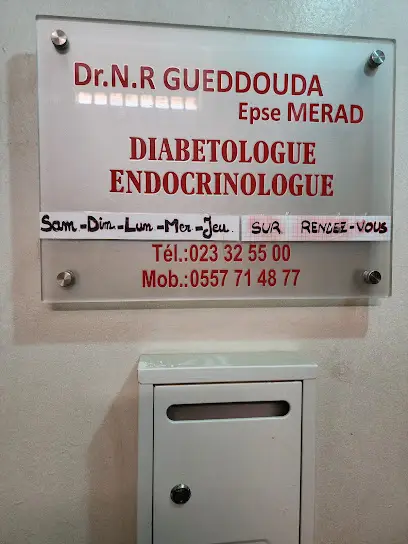 Dr.N.R GUEDDOUDA
Epse MERAD
DIABETOLOGUE
ENDOCRINOLOGUE
Sam-Dim-Lun-Mer-Jeu. SUR RENDEZ-VOUS
Tél.:023 32 55 00
Mob.:0557 71 48 77